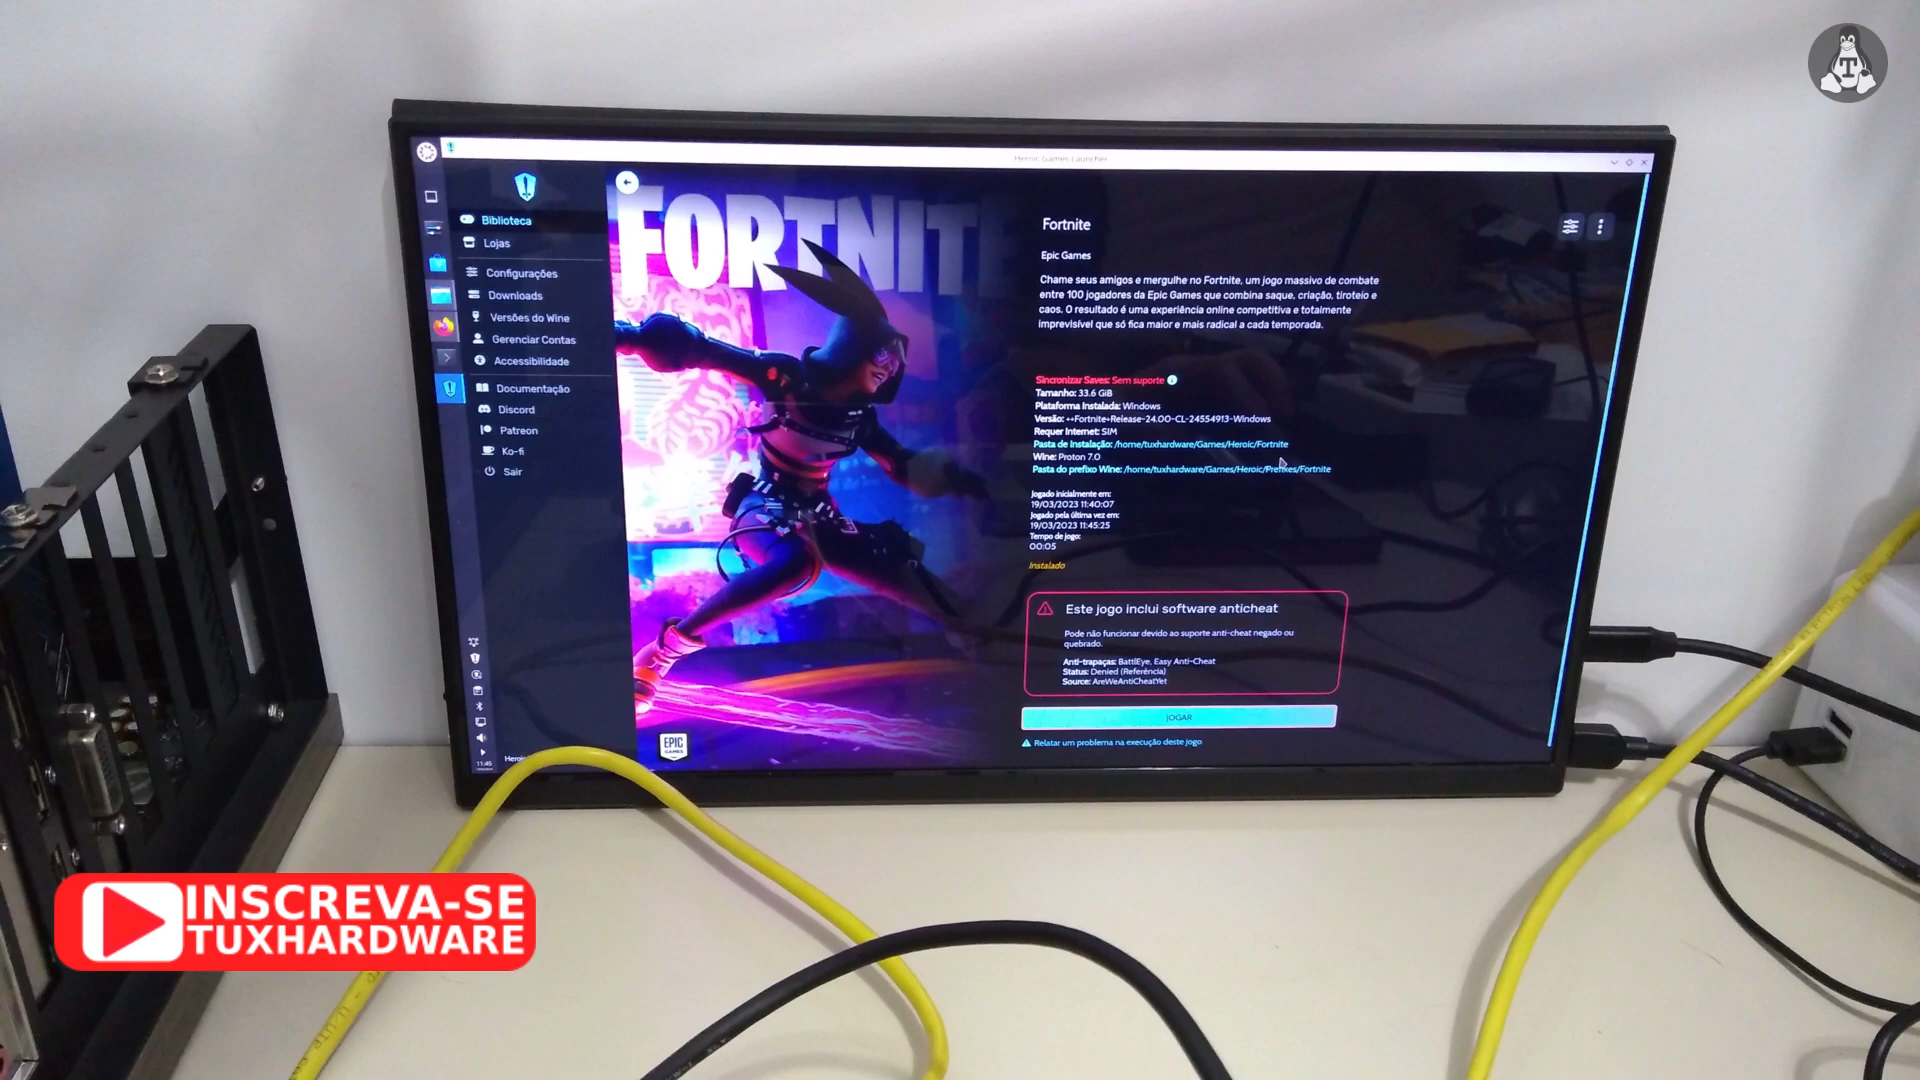 Heroic Games Launcher
Biblioteca
Lojas
Configurações
Downloads
Versões do Wine
Gerenciar Contas
Accessibilidade
Documentação
Discord
Patreon
Ko-fi
Sair
11:45
FORTNITE
EPIC
GAMES
Fortnite
Epic Games
Chame seus amigos e mergulhe no Fortnite, um jogo massivo de combate
entre 100 jogadores da Epic Games que combina saque, criação, tiroteio e
caos. O resultado é uma experiência online competitiva e totalmente
imprevisível que só fica maior e mais radical a cada temporada.
Sincronizar Saves: Sem suporte
Tamanho: 33.6 GiB
Plataforma Instalada: Windows
Versão: ++Fortnite+Release-24.00-CL-24554913-Windows
Requer Internet: SIM
Pasta de Instalação: /home/tuxhardware/Games/Heroic/Fortnite
Wine: Proton 7.0
Pasta do prefixo Wine: /home/tuxhardware/Games/Heroic/Prefixes/Fortnite
Jogado inicialmente em:
19/03/2023 11:40:07
Jogado pela última vez em:
19/03/2023 11:45:25
Tempo de jogo:
00:05
Instalado
Este jogo inclui software anticheat
Pode não funcionar devido ao suporte anti-cheat negado ou
quebrado.
Anti-trapaças: BattlEye, Easy Anti-Cheat
Status: Denied (Referência)
Source: AreWeAntiCheatYet
JOGAR
Relatar um problema na execução deste jogo
INSCREVA-SE
TUXHARDWARE
T